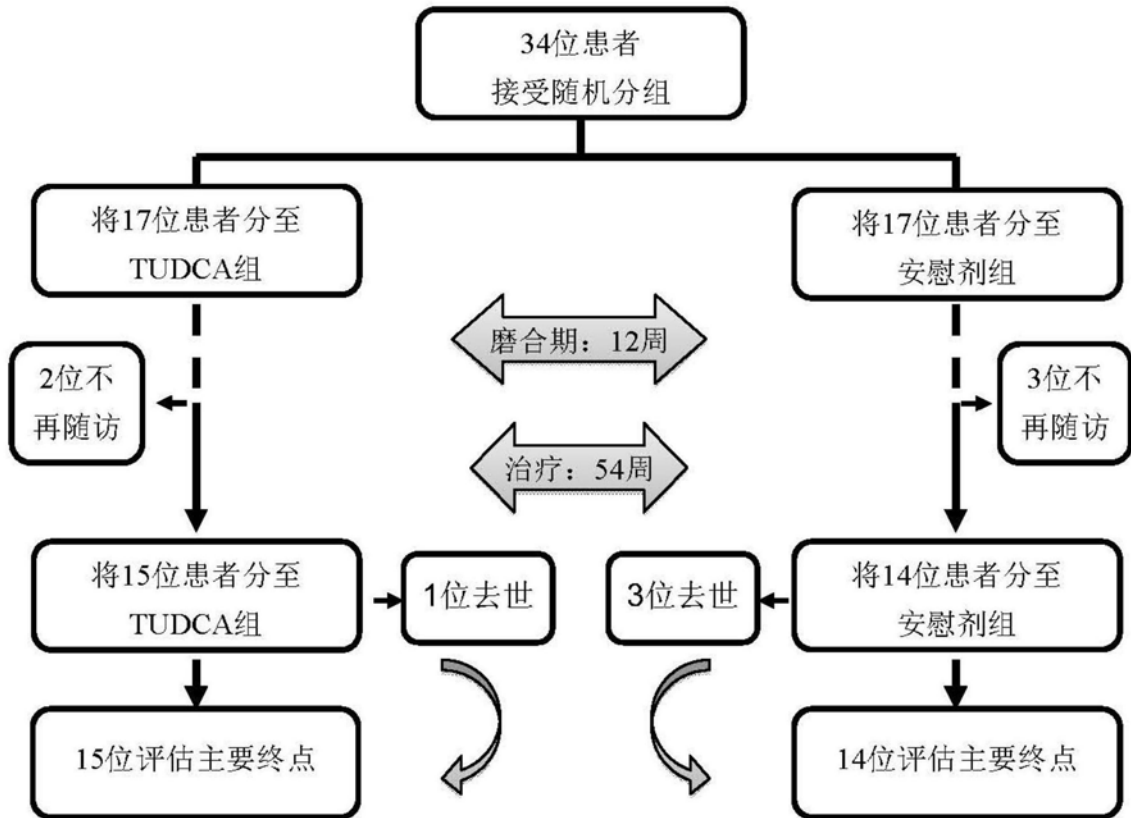 34位患者
接受随机分组
将17位患者分至
TUDCA组
将17位患者分至
安慰剂组
磨合期：12周
2位不
再随访
3位不
再随访
治疗：54周
将15位患者分至
TUDCA组
1位去世
3位去世
将14位患者分至
安慰剂组
15位评估主要终点
14位评估主要终点